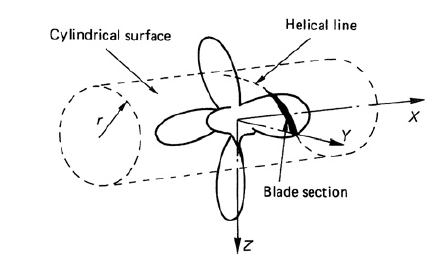 Helical line
Cylindrical surface
r
X
Y
Blade section
Z